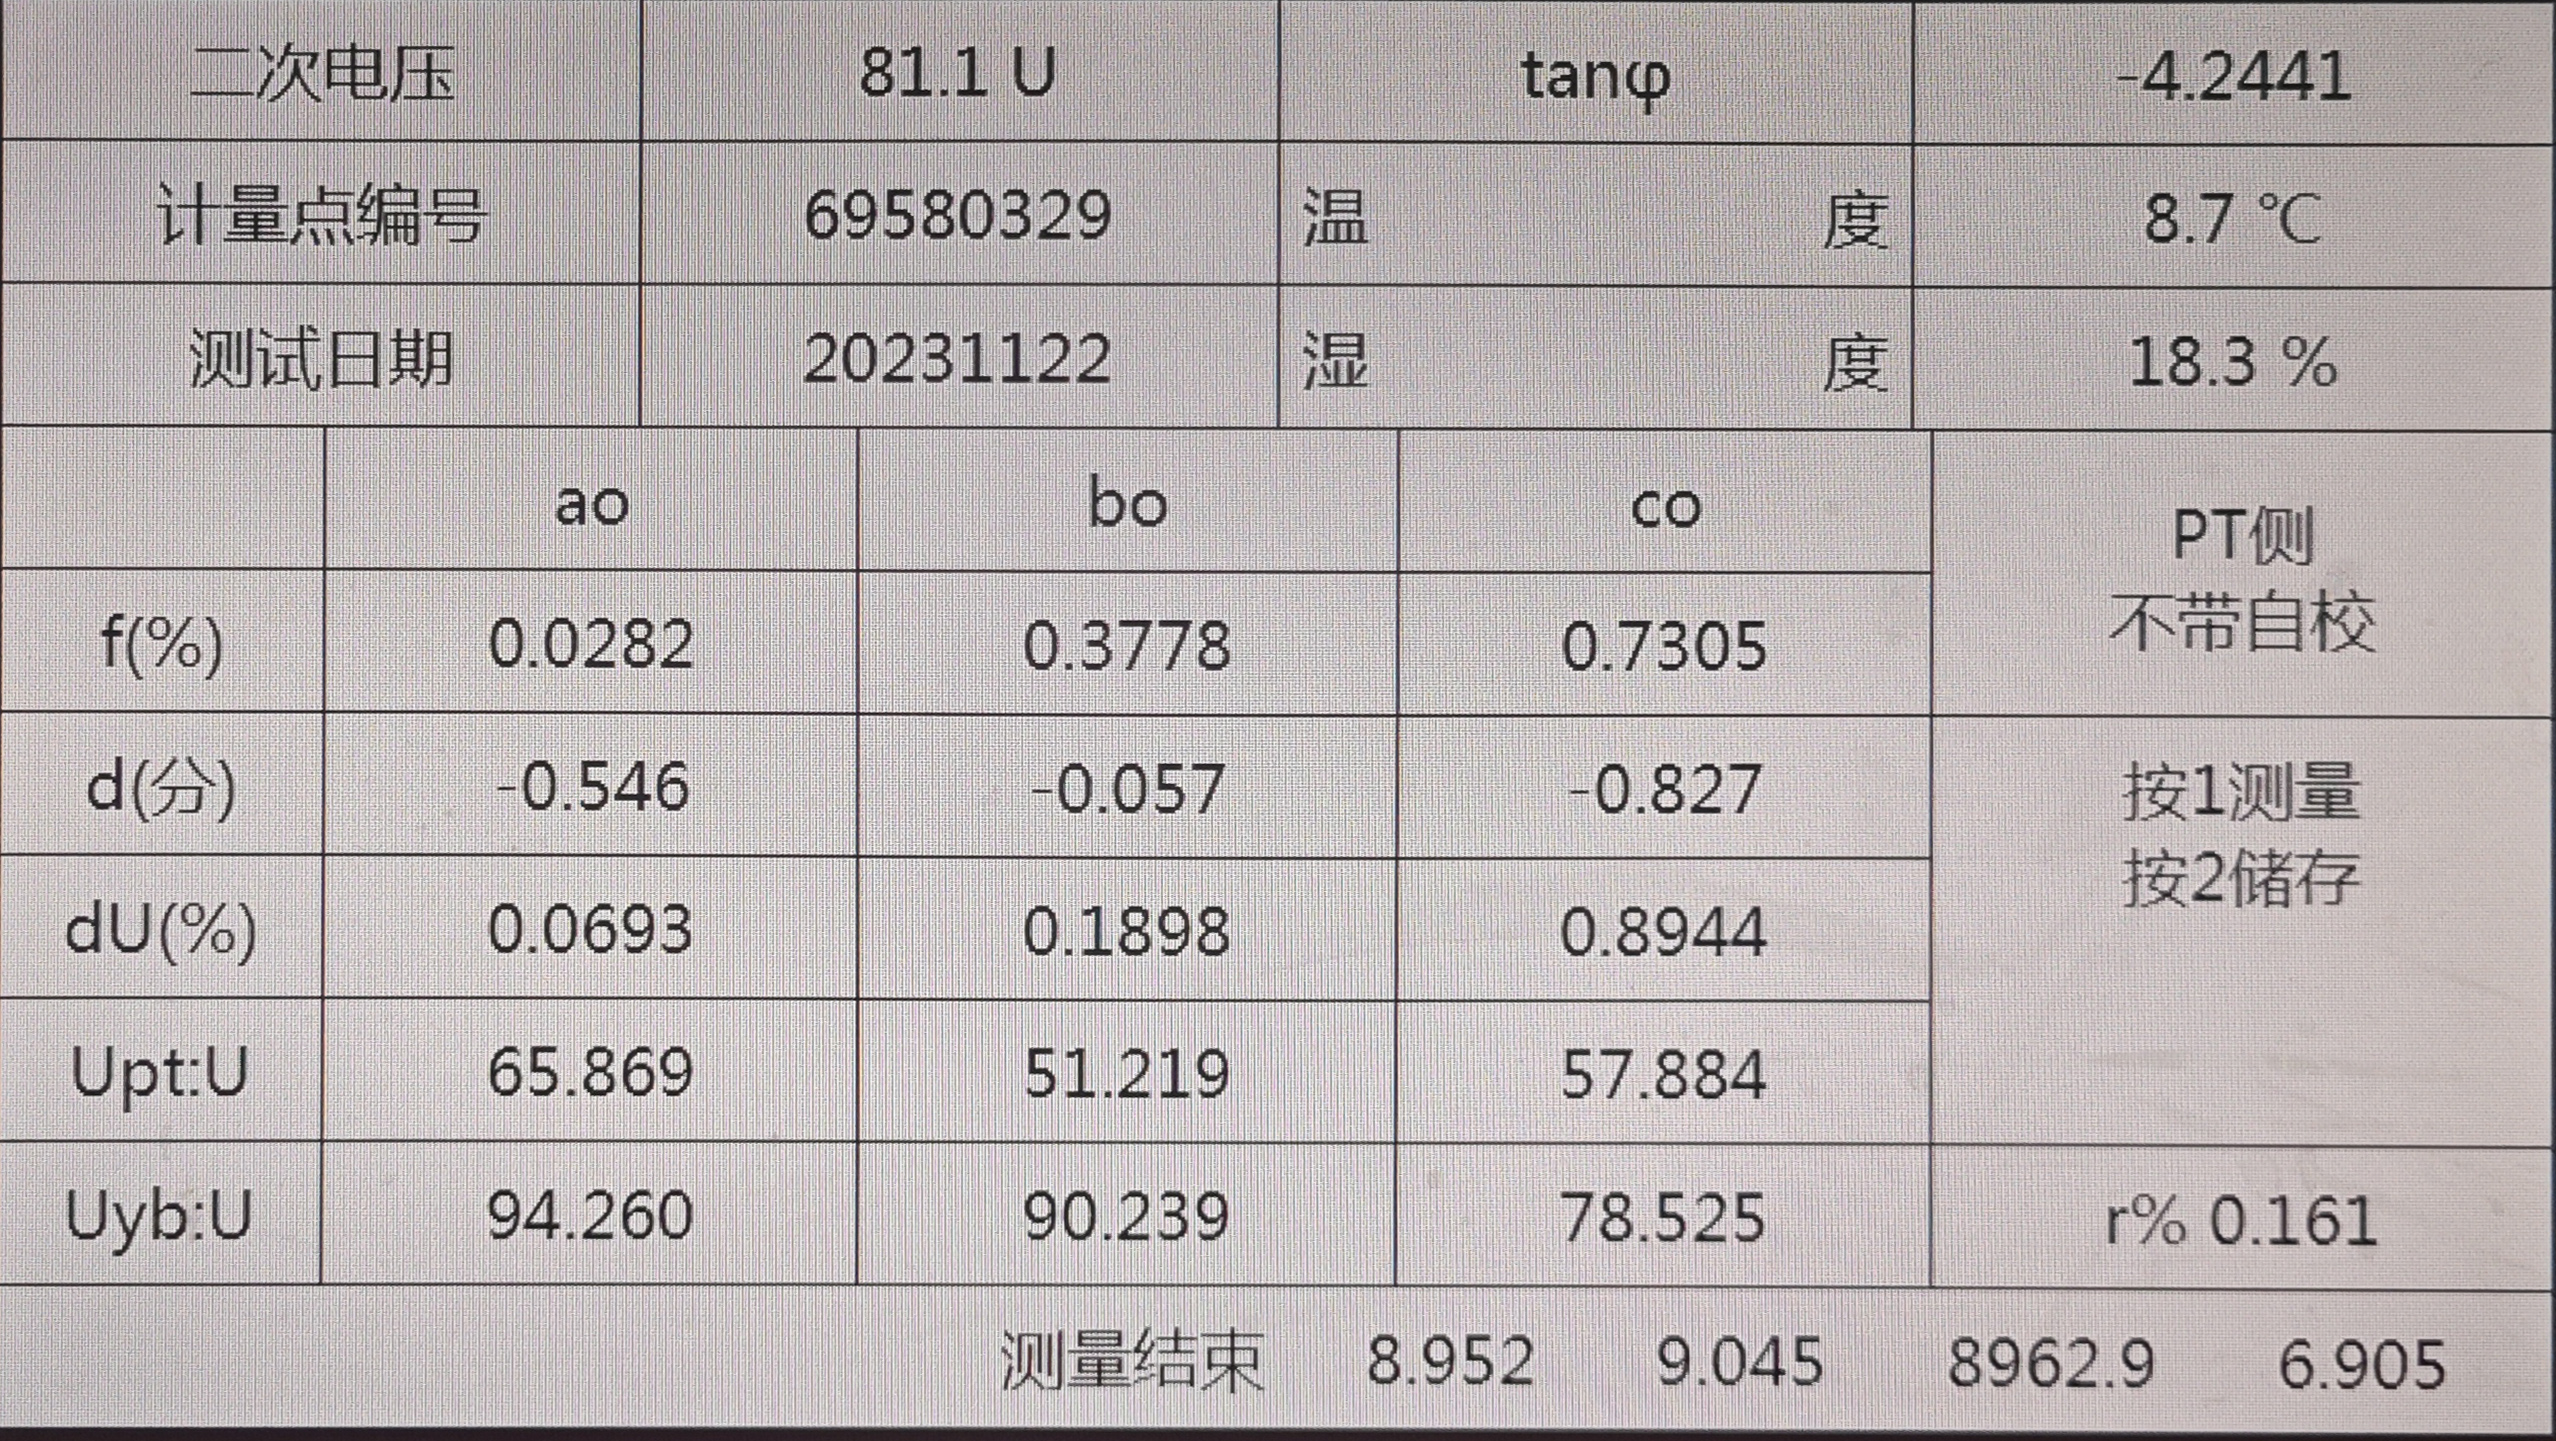 二次电压 81.1 U tanφ -4.2441
计量点编号 69580329 温 度 8.7 ℃
测试日期 20231122 湿 度 18.3 %
ao bo co
PT侧
不带自校
f(%) 0.0282 0.3778 0.7305
d(分) -0.546 -0.057 -0.827
按1测量
按2储存
dU(%) 0.0693 0.1898 0.8944
Upt:U 65.869 51.219 57.884
Uyb:U 94.260 90.239 78.525 r% 0.161
测量结束 8.952 9.045 8962.9 6.905